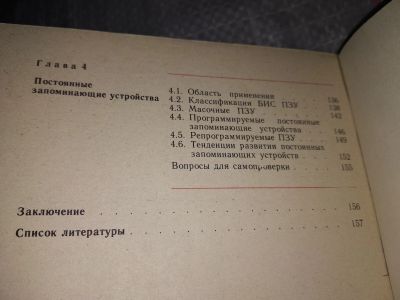 Глава 4
Постоянные
запоминающие устройства
4.1. Область применения . . . 136
4.2. Классификация БИС ПЗУ . . 138
4.3. Масочные ПЗУ . . . . 142
4.4. Программируемые постоянные
запоминающие устройства . . . 146
4.5. Репрограммируемые ПЗУ . . 149
4.6. Тенденции развития постоянных
запоминающих устройств . . . 152
Вопросы для самопроверки . . . 155
Заключение . . . . . . . . . . 156
Список литературы . . . . . . . . 157